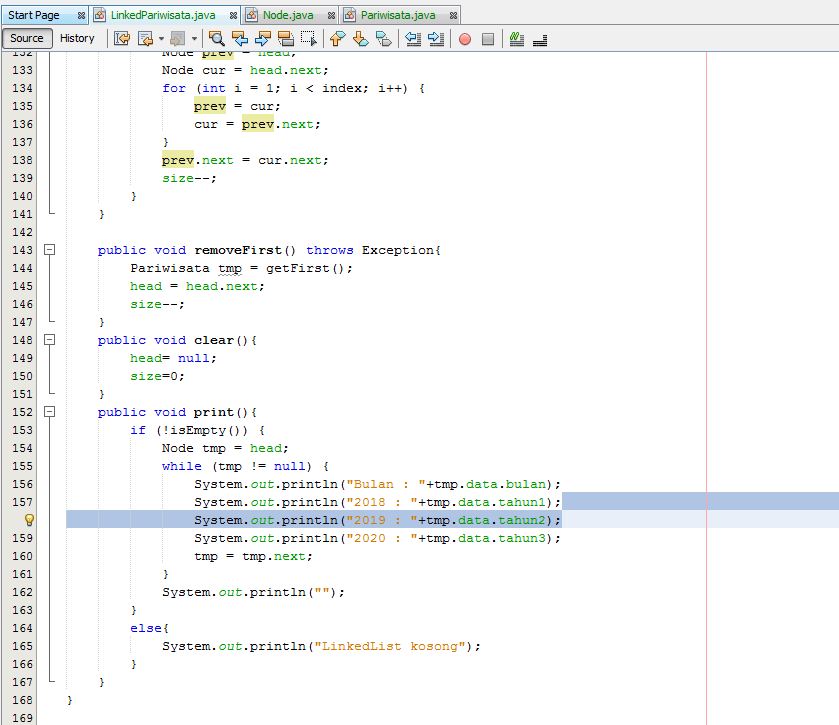 Start Page LinkedPariwisata.java Node.java Pariwisata.java
Source History
132 Node prev = head;
133 Node cur = head.next;
134 for (int i = 1; i < index; i++) {
135 prev = cur;
136 cur = prev.next;
137 }
138 prev.next = cur.next;
139 size--;
140 }
141 }
142
143 public void removeFirst() throws Exception{
144 Pariwisata tmp = getFirst();
145 head = head.next;
146 size--;
147 }
148 public void clear(){
149 head= null;
150 size=0;
151 }
152 public void print(){
153 if (!isEmpty()) {
154 Node tmp = head;
155 while (tmp != null) {
156 System.out.println("Bulan : "+tmp.data.bulan);
157 System.out.println("2018 : "+tmp.data.tahun1);
System.out.println("2019 : "+tmp.data.tahun2);
159 System.out.println("2020 : "+tmp.data.tahun3);
160 tmp = tmp.next;
161 }
162 System.out.println("");
163 }
164 else{
165 System.out.println("LinkedList kosong");
166 }
167 }
168 }
169